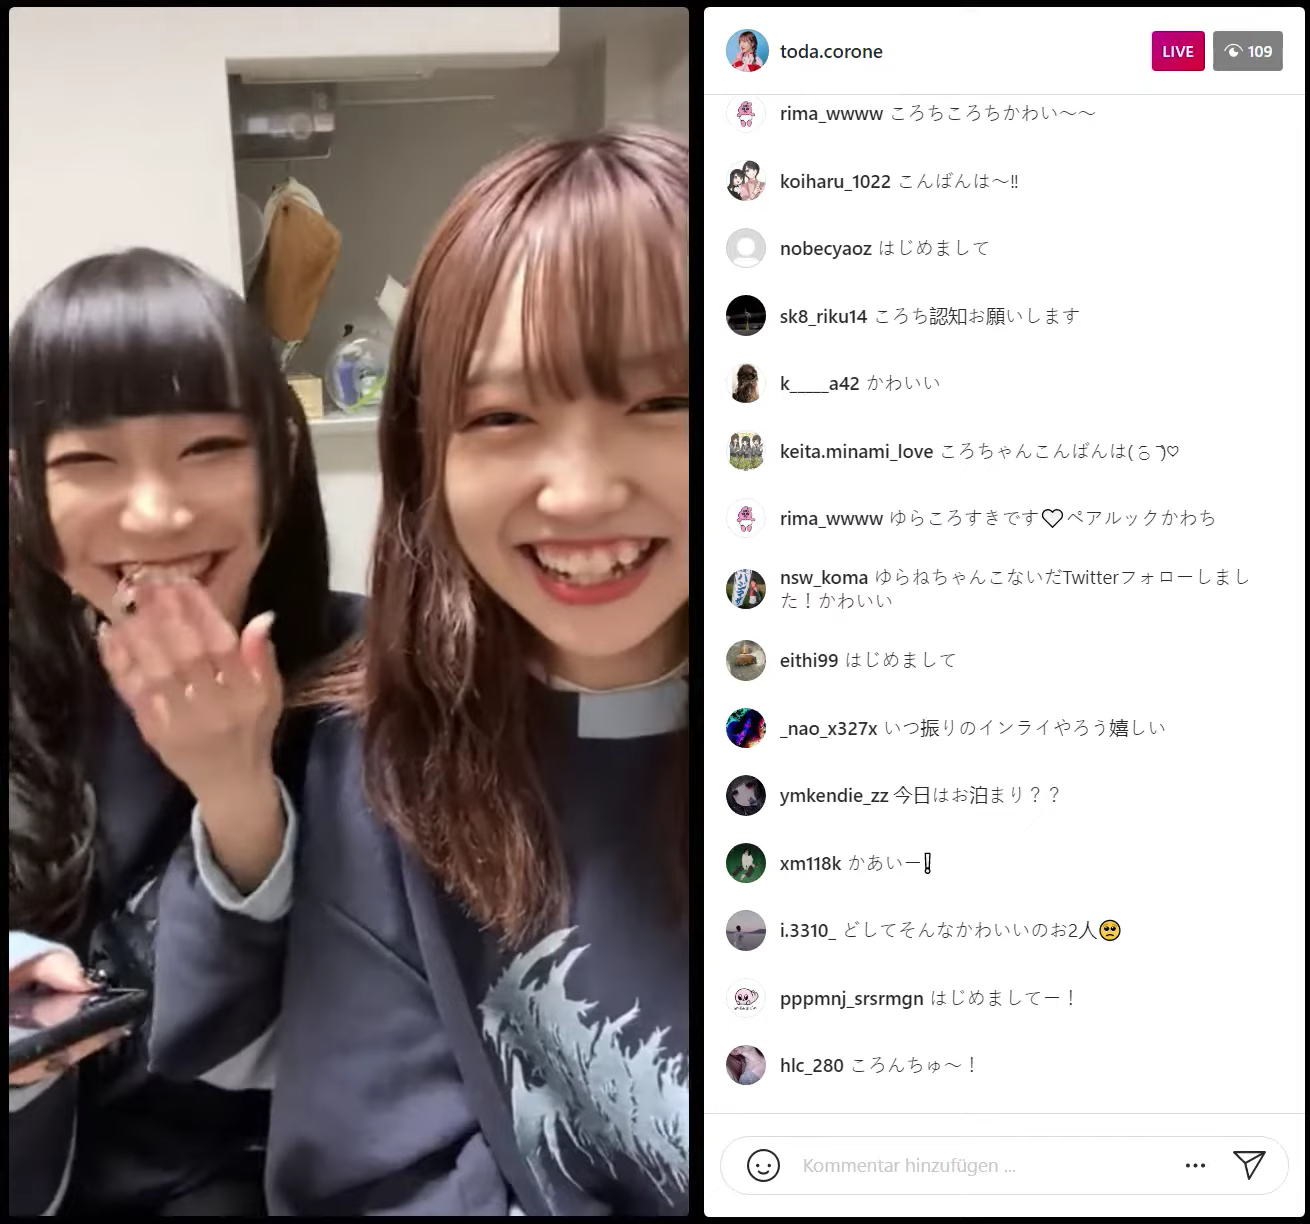 toda.corone
LIVE
109
rima_wwww ころちころちかわい〜〜
koiharu_1022 こんばんは〜‼
nobecyaoz はじめまして
sk8_riku14 ころち認知お願いします
k_____a42 かわいい
keita.minami_love ころちゃんこんばんは
rima_wwww ゆらころすきです♡ペアルックかわち
nsw_koma ゆらねちゃんこないだTwitterフォローしまし
た！かわいい
eithi99 はじめまして
_nao_x327x いつ振りのインライやろう嬉しい
ymkendie_zz 今日はお泊まり？？
xm118k かあいー❗
i.3310_ どしてそんなかわいいのお2人🥺
pppmnj_srsrmgn はじめましてー！
hlc_280 ころんちゅ〜！
Kommentar hinzufügen ...